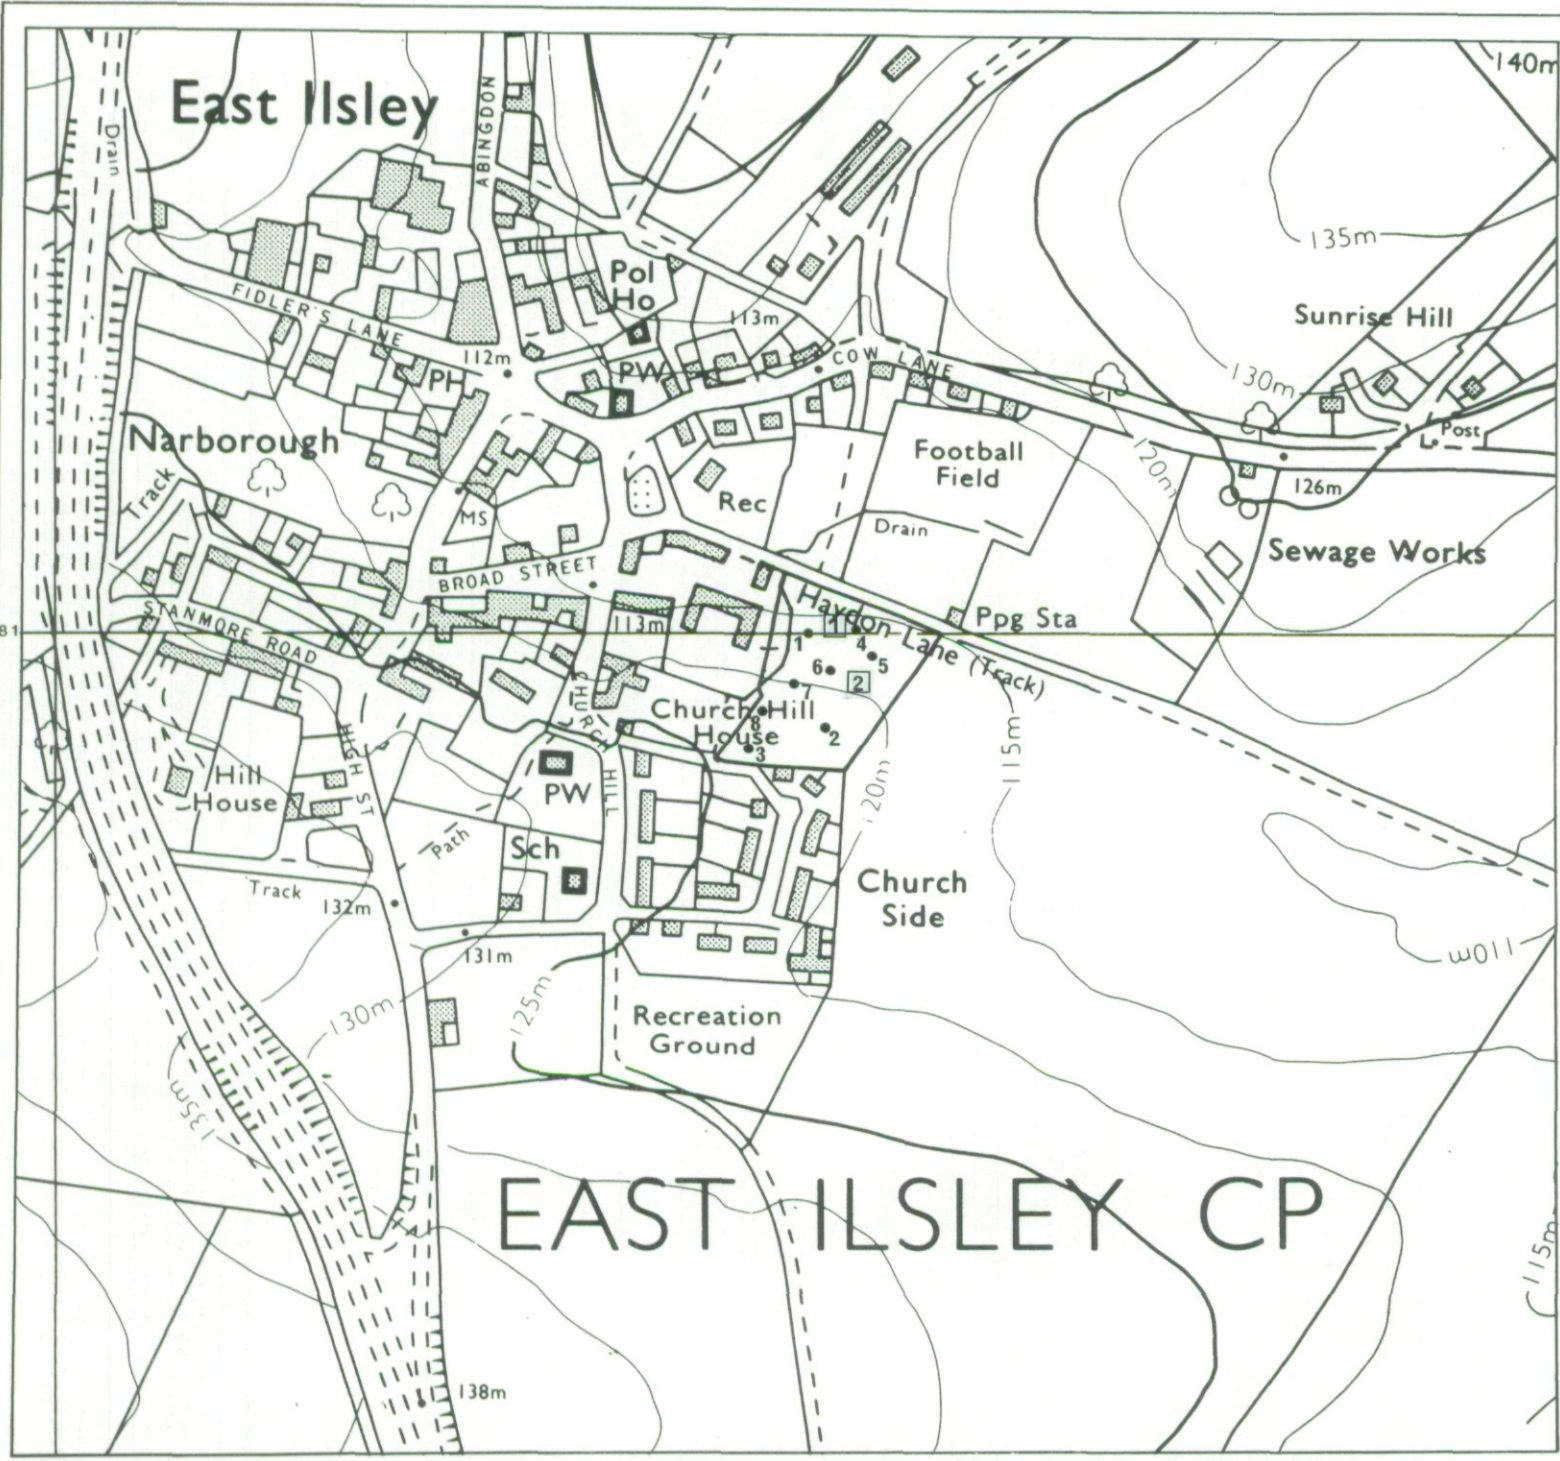 140m
East Ilsley
ABINGDON
Drain
135m
Pol
Ho
FIDLER'S LANE
113m
Sunrise Hill
112m
PW
COW LANE
PH
130m
Narborough
Post
Football
Field
120m
Track
126m
Rec
MS
Drain
Sewage Works
BROAD STREET
STANMORE ROAD
113m
Haydon Lane (Track)
Ppg Sta
81
1
1
4
5
6
2
7
8
2
3
CHURCH HILL
Church Hill
House
115m
HIGH ST
Hill
House
PW
120m
Sch
Path
Church
Side
Track
132m
131m
110m
125m
130m
Recreation
Ground
135m
EAST ILSLEY CP
115m
138m